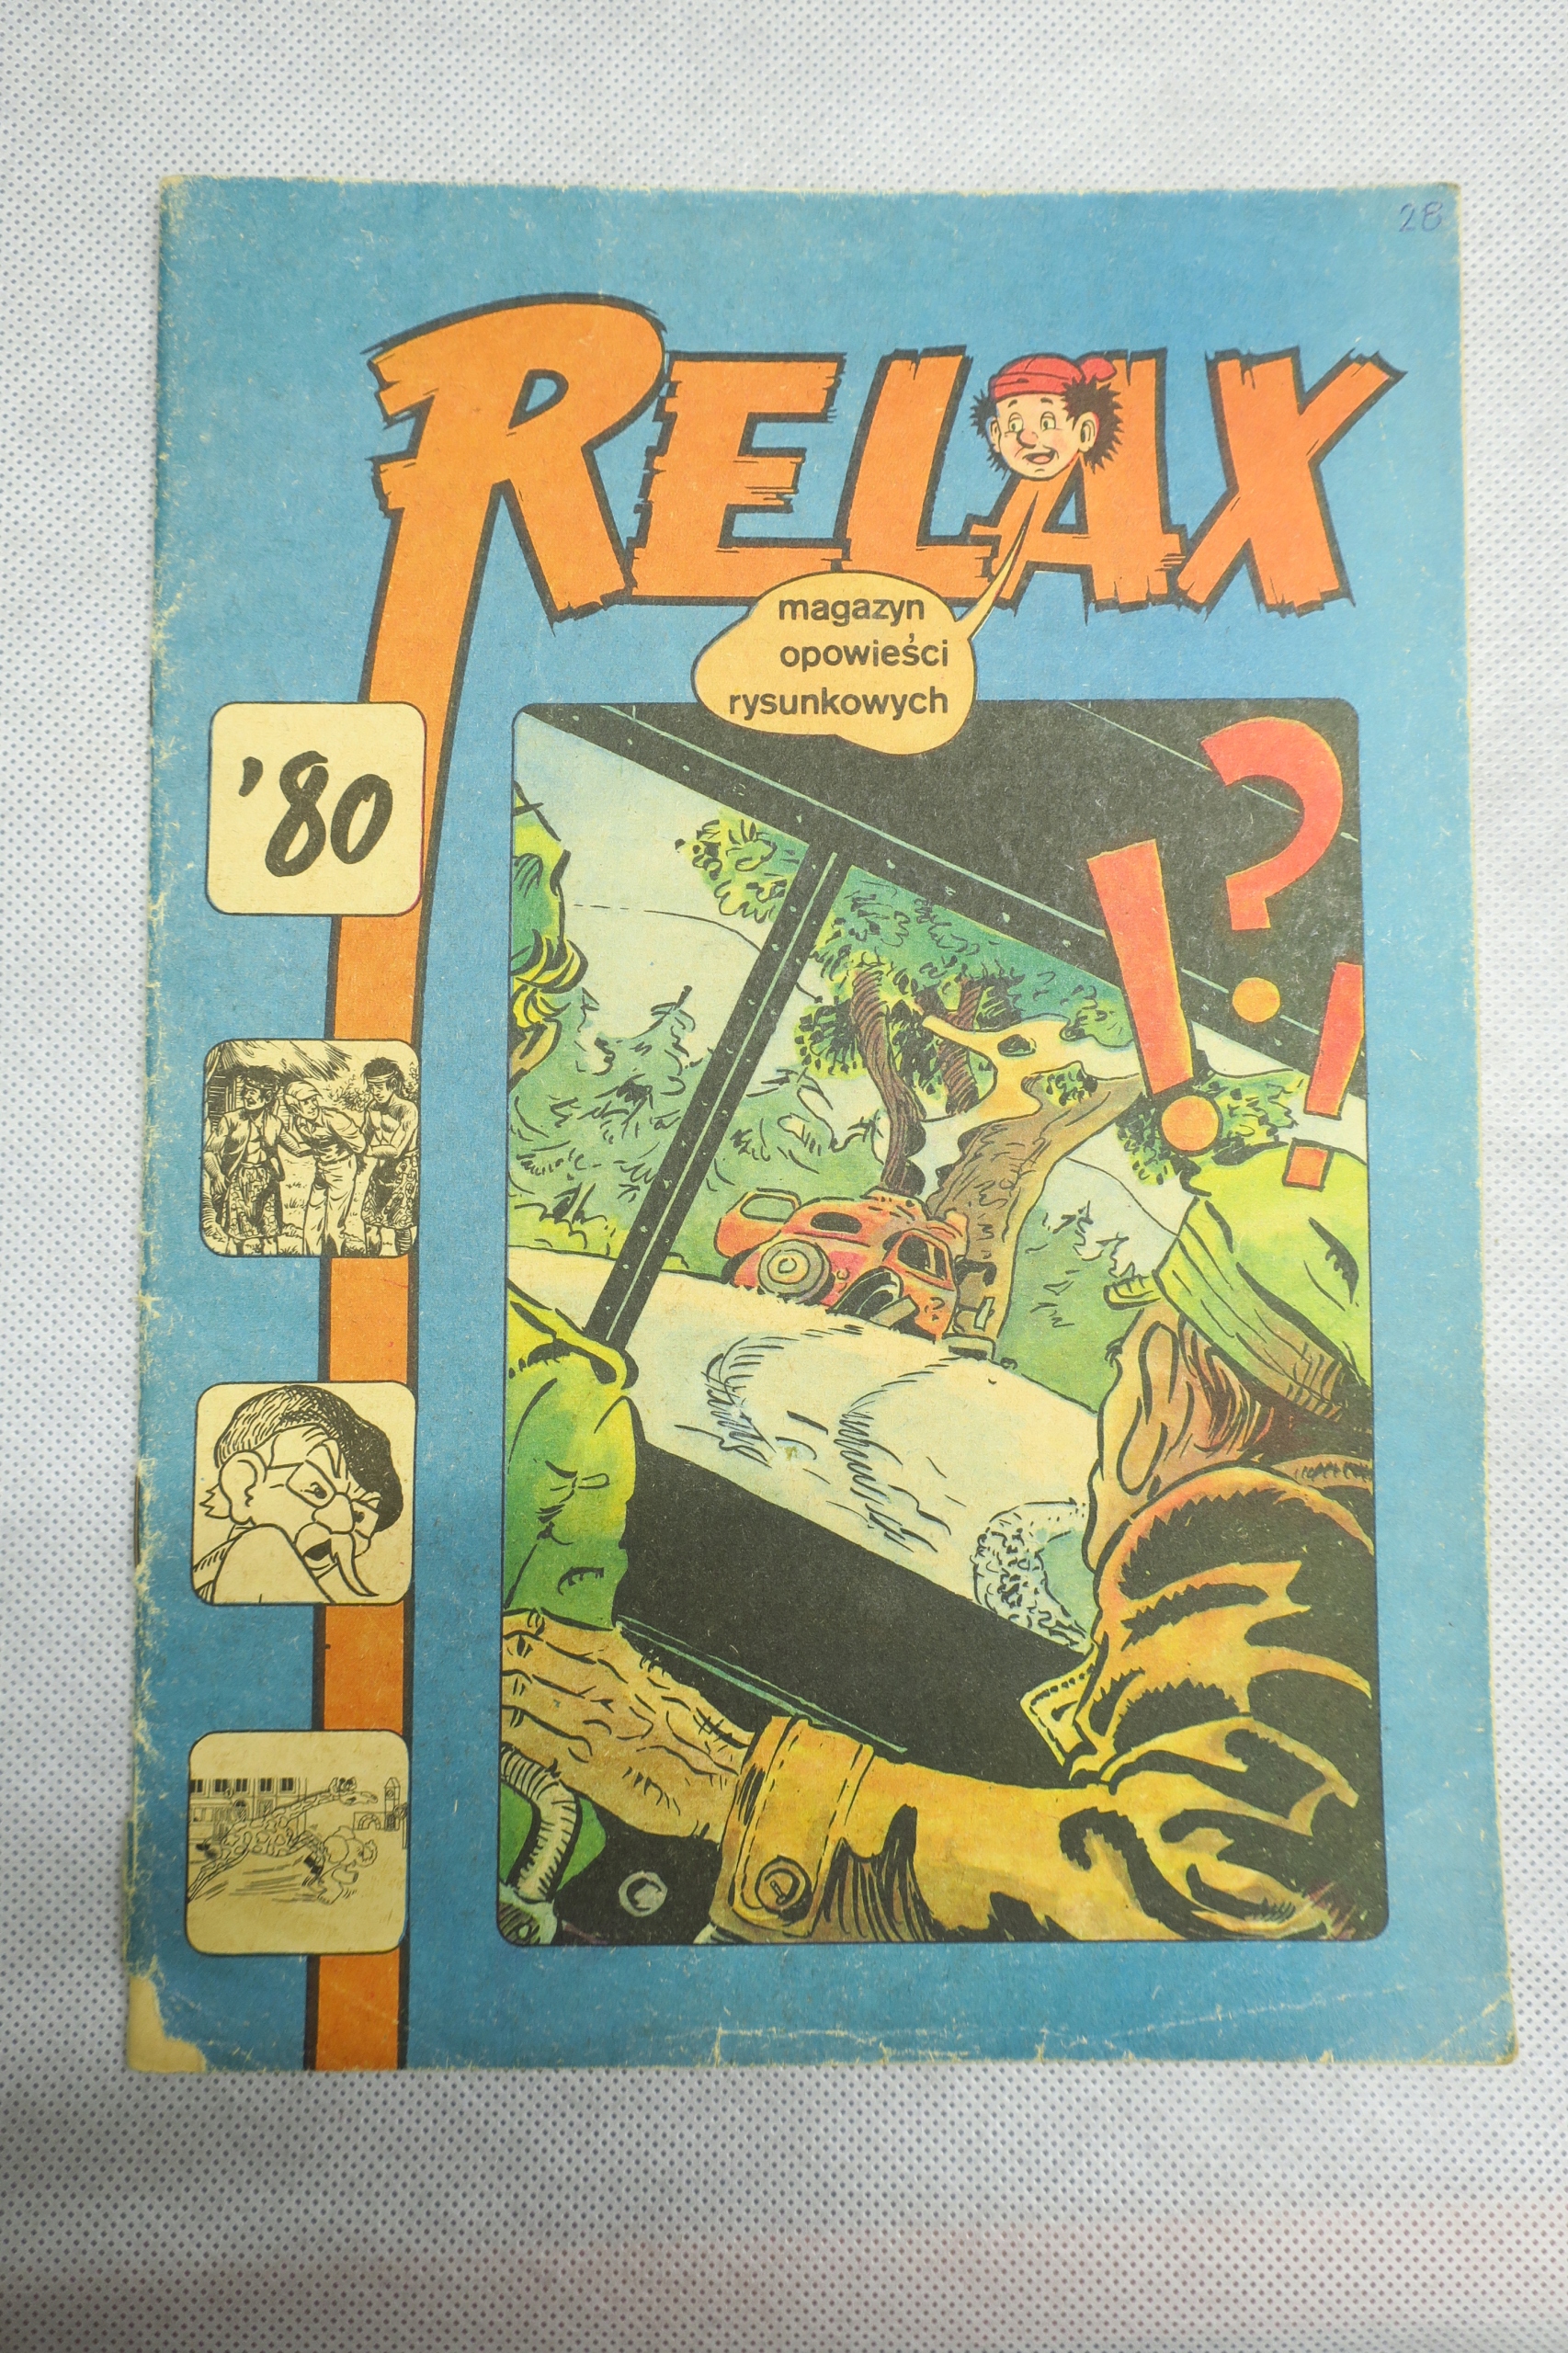 28
RELAX
magazyn
opowieści
rysunkowych
'80
!?!